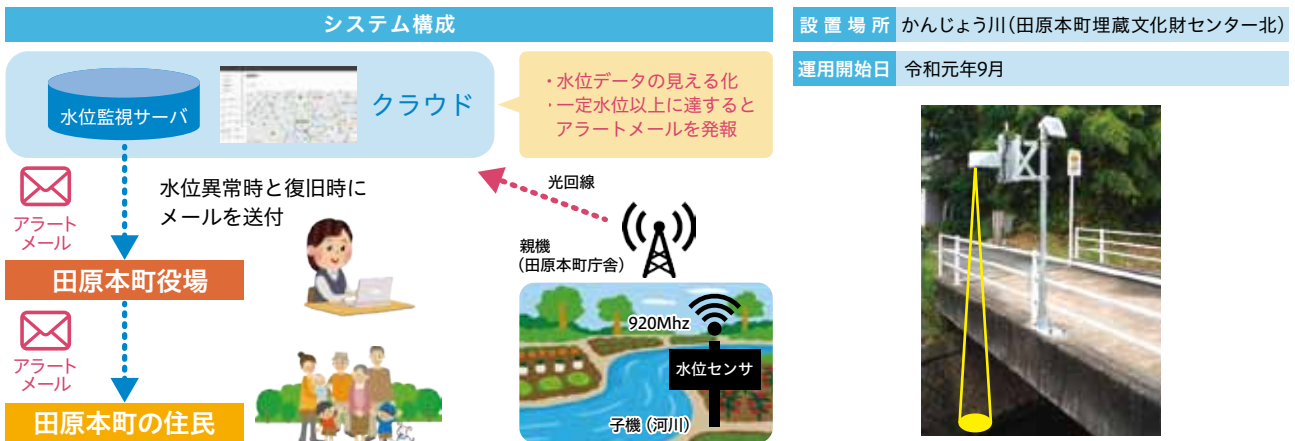 システム構成
水位監視サーバ
クラウド
・水位データの見える化
・一定水位以上に達すると
アラートメールを発報
アラート
メール
水位異常時と復旧時に
メールを送付
光回線
親機
(田原本町庁舎)
田原本町役場
920Mhz
水位センサ
子機(河川)
アラート
メール
田原本町の住民
設置場所 かんじょう川(田原本町埋蔵文化財センター北)
運用開始日 令和元年9月